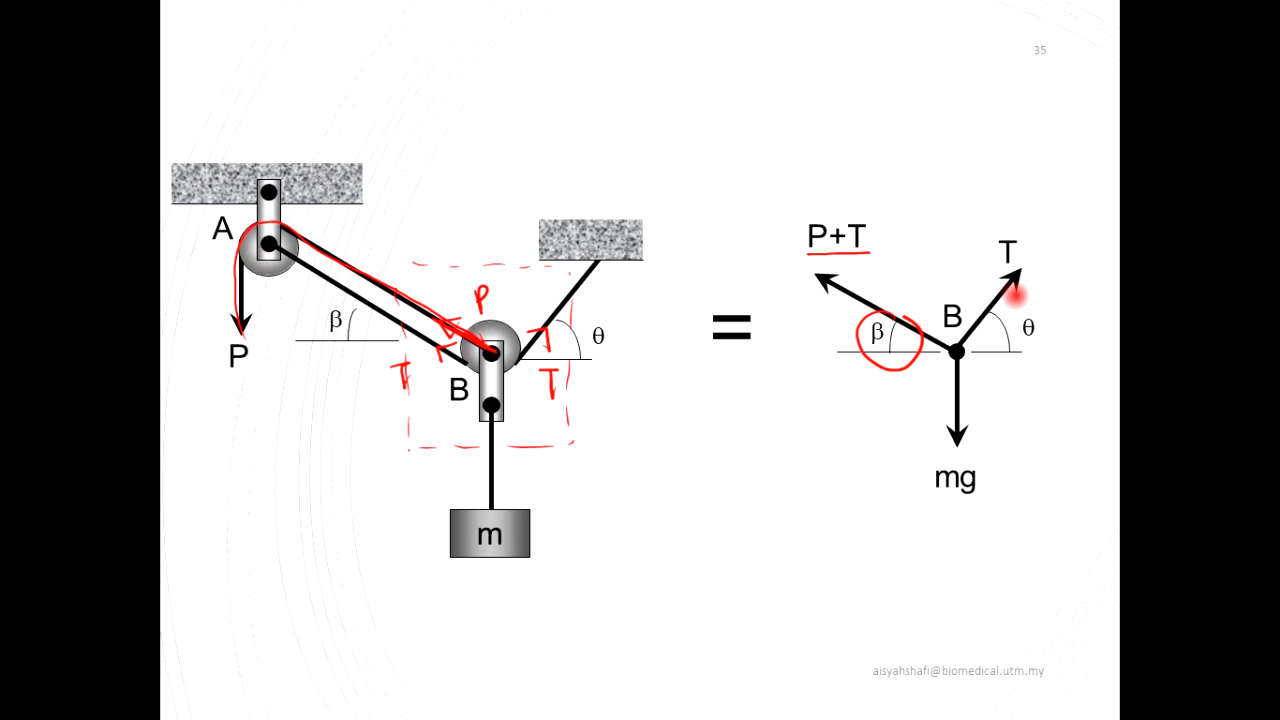 35
A
P
β
P
T
T
B
θ
m
=
P+T
T
B
β
θ
mg
aisyahshafi@biomedical.utm.my